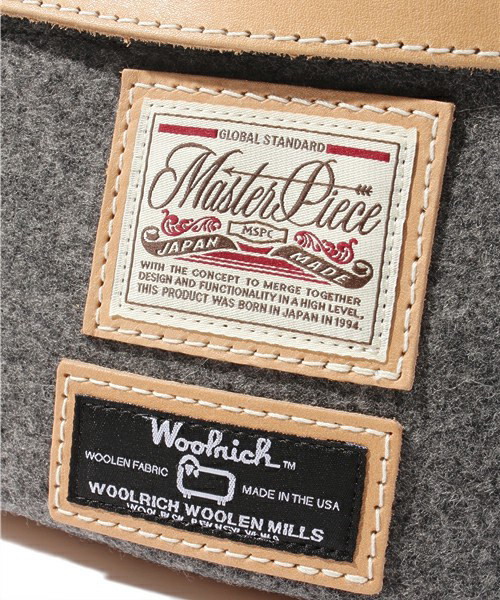 GLOBAL STANDARD
Master Piece
MSPC
JAPAN MADE
WITH THE CONCEPT TO MERGE TOGETHER
DESIGN AND FUNCTIONALITY IN A HIGH LEVEL,
THIS PRODUCT WAS BORN IN JAPAN IN 1994.
Woolrich™
WOOLEN FABRIC MADE IN THE USA
WOOLRICH WOOLEN MILLS